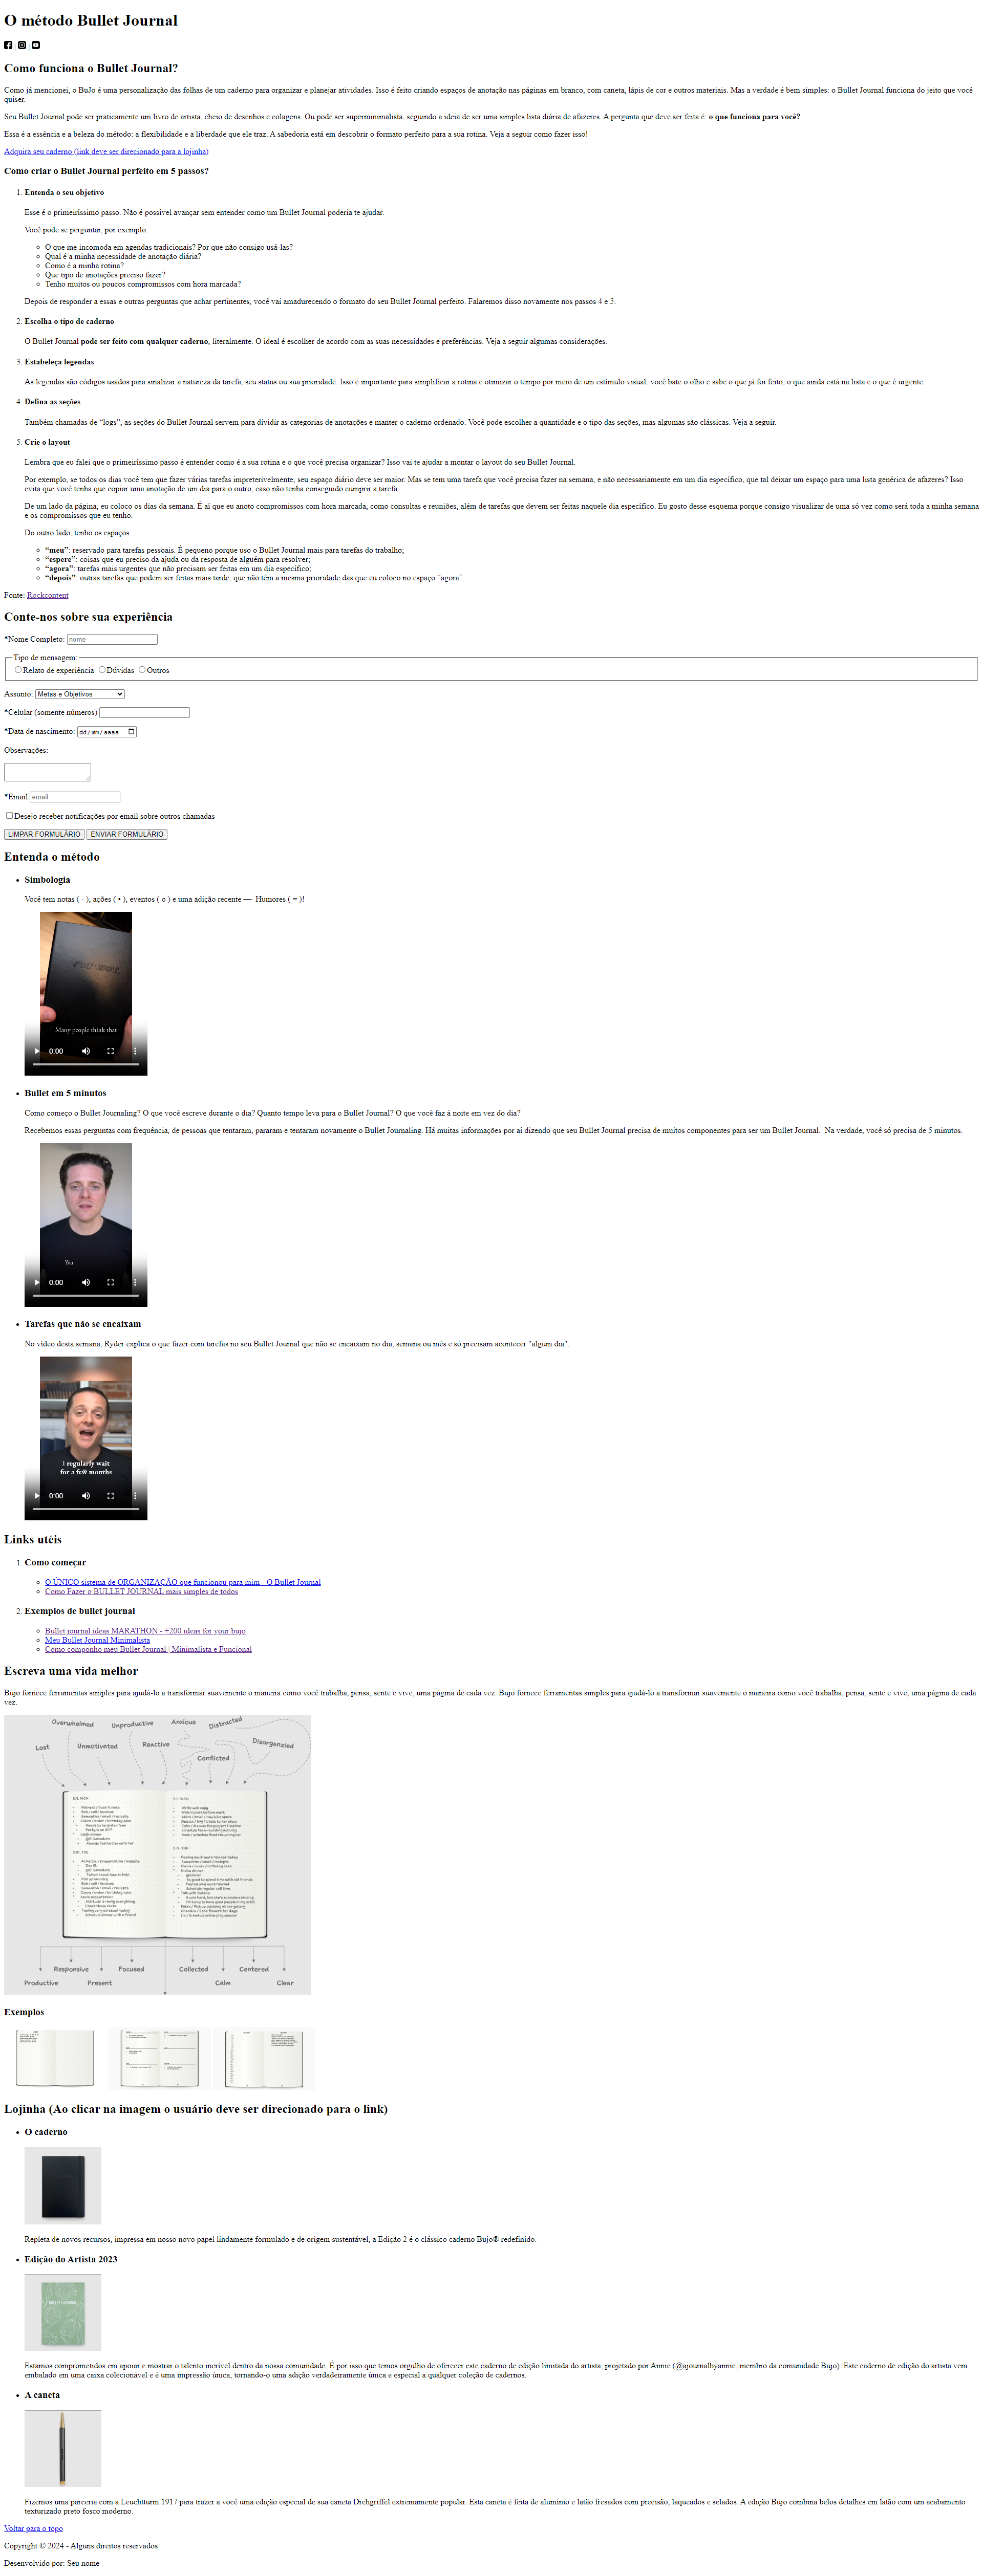 O método Bullet Journal
| |
Como funciona o Bullet Journal?
Como já mencionei, o BuJo é uma personalização das folhas de um caderno para organizar e planejar atividades. Isso é feito criando espaços de anotação nas páginas em branco, com caneta, lápis de cor e outros materiais. Mas a verdade é bem simples: o Bullet Journal funciona do jeito que você
quiser.
Seu Bullet Journal pode ser praticamente um livro de artista, cheio de desenhos e colagens. Ou pode ser superminimalista, seguindo a ideia de ser uma simples lista diária de afazeres. A pergunta que deve ser feita é: o que funciona para você?
Essa é a essência e a beleza do método: a flexibilidade e a liberdade que ele traz. A sabedoria está em descobrir o formato perfeito para a sua rotina. Veja a seguir como fazer isso!
Adquira seu caderno (link deve ser direcionado para a lojinha)
Como criar o Bullet Journal perfeito em 5 passos?
1. Entenda o seu objetivo
Esse é o primeiríssimo passo. Não é possível avançar sem entender como um Bullet Journal poderia te ajudar.
Você pode se perguntar, por exemplo:
O que me incomoda em agendas tradicionais? Por que não consigo usá-las?
Qual é a minha necessidade de anotação diária?
Como é a minha rotina?
Que tipo de anotações preciso fazer?
Tenho muitos ou poucos compromissos com hora marcada?
Depois de responder a essas e outras perguntas que achar pertinentes, você vai amadurecendo o formato do seu Bullet Journal perfeito. Falaremos disso novamente nos passos 4 e 5.
2. Escolha o tipo de caderno
O Bullet Journal pode ser feito com qualquer caderno, literalmente. O ideal é escolher de acordo com as suas necessidades e preferências. Veja a seguir algumas considerações.
3. Estabeleça legendas
As legendas são códigos usados para sinalizar a natureza da tarefa, seu status ou sua prioridade. Isso é importante para simplificar a rotina e otimizar o tempo por meio de um estímulo visual: você bate o olho e sabe o que já foi feito, o que ainda está na lista e o que é urgente.
4. Defina as seções
Também chamadas de “logs”, as seções do Bullet Journal servem para dividir as categorias de anotações e manter o caderno ordenado. Você pode escolher a quantidade e o tipo das seções, mas algumas são clássicas. Veja a seguir.
5. Crie o layout
Lembra que eu falei que o primeiríssimo passo é entender como é a sua rotina e o que você precisa organizar? Isso vai te ajudar a montar o layout do seu Bullet Journal.
Por exemplo, se todos os dias você tem que fazer várias tarefas impreterivelmente, seu espaço diário deve ser maior. Mas se tem uma tarefa que você precisa fazer na semana, e não necessariamente em um dia específico, que tal deixar um espaço para uma lista genérica de afazeres? Isso
evita que você tenha que copiar uma anotação de um dia para o outro, caso não tenha conseguido cumprir a tarefa.
De um lado da página, eu coloco os dias da semana. É aí que eu anoto compromissos com hora marcada, como consultas e reuniões, além de tarefas que devem ser feitas naquele dia específico. Eu gosto desse esquema porque consigo visualizar de uma só vez como será toda a minha semana
e os compromissos que eu tenho.
Do outro lado, tenho os espaços
“meu”: reservado para tarefas pessoais. É pequeno porque uso o Bullet Journal mais para tarefas do trabalho;
“espere”: coisas que eu preciso da ajuda ou da resposta de alguém para resolver;
“agora”: tarefas mais urgentes que não precisam ser feitas em um dia específico;
“depois”: outras tarefas que podem ser feitas mais tarde, que não têm a mesma prioridade das que eu coloco no espaço “agora”.
Fonte: Rockcontent
Conte-nos sobre sua experiência
*Nome Completo: nome
Tipo de mensagem:
Relato de experiência Dúvidas Outros
Assunto: Metas e Objetivos
*Celular (somente números)
*Data de nascimento: dd/mm/aaaa
Observações:
*Email email
Desejo receber notificações por email sobre outros chamadas
LIMPAR FORMULÁRIO ENVIAR FORMULÁRIO
Entenda o método
Simbologia
Você tem notas ( - ), ações ( • ), eventos ( o ) e uma adição recente — Humores ( = )!
BULLET JOURNAL
Many people think that
0:00
Bullet em 5 minutos
Como começo o Bullet Journaling? O que você escreve durante o dia? Quanto tempo leva para o Bullet Journal? O que você faz à noite em vez do dia?
Recebemos essas perguntas com frequência, de pessoas que tentaram, pararam e tentaram novamente o Bullet Journaling. Há muitas informações por aí dizendo que seu Bullet Journal precisa de muitos componentes para ser um Bullet Journal. Na verdade, você só precisa de 5 minutos.
You
0:00
Tarefas que não se encaixam
No vídeo desta semana, Ryder explica o que fazer com tarefas no seu Bullet Journal que não se encaixam no dia, semana ou mês e só precisam acontecer "algum dia".
I regularly wait
for a few months
0:00
Links utéis
1. Como começar
O ÚNICO sistema de ORGANIZAÇÃO que funcionou para mim - O Bullet Journal
Como Fazer o BULLET JOURNAL mais simples de todos
2. Exemplos de bullet journal
Bullet journal ideas MARATHON - +200 ideas for your bujo
Meu Bullet Journal Minimalista
Como componho meu Bullet Journal | Minimalista e Funcional
Escreva uma vida melhor
Bujo fornece ferramentas simples para ajudá-lo a transformar suavemente o maneira como você trabalha, pensa, sente e vive, uma página de cada vez. Bujo fornece ferramentas simples para ajudá-lo a transformar suavemente o maneira como você trabalha, pensa, sente e vive, uma página de cada
vez.
Overwhelmed Unproductive Anxious Distracted
Lost Unmotivated Reactive Conflicted Disorganzied
Responsive Focused Collected Centered
Productive Present Calm Clear
Exemplos
Lojinha (Ao clicar na imagem o usuário deve ser direcionado para o link)
O caderno
Repleta de novos recursos, impressa em nosso novo papel lindamente formulado e de origem sustentável, a Edição 2 é o clássico caderno Bujo® redefinido.
Edição do Artista 2023
BULLET JOURNAL
Estamos comprometidos em apoiar e mostrar o talento incrível dentro da nossa comunidade. É por isso que temos orgulho de oferecer este caderno de edição limitada do artista, projetado por Annie (@ajournalbyannie, membro da comunidade Bujo). Este caderno de edição do artista vem
embalado em uma caixa colecionável e é uma impressão única, tornando-o uma adição verdadeiramente única e especial a qualquer coleção de cadernos.
A caneta
Fizemos uma parceria com a Leuchtturm 1917 para trazer a você uma edição especial de sua caneta Drehgriffel extremamente popular. Esta caneta é feita de alumínio e latão fresados com precisão, laqueados e selados. A edição Bujo combina belos detalhes em latão com um acabamento
texturizado preto fosco moderno.
Voltar para o topo
Copyright © 2024 - Alguns direitos reservados
Desenvolvido por: Seu nome